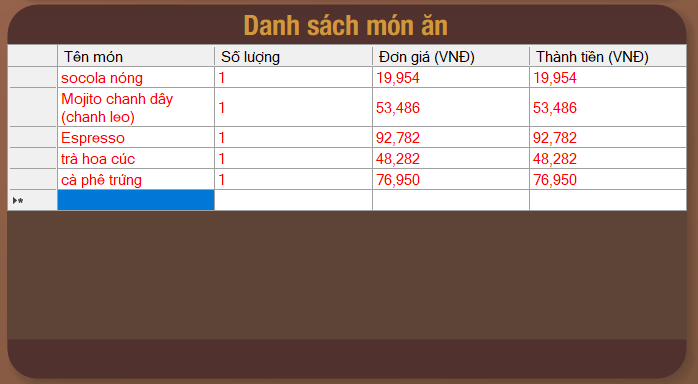 Danh sách món ăn
Tên món Số lượng Đơn giá (VNĐ) Thành tiền (VNĐ)
socola nóng 1 19,954 19,954
Mojito chanh dây
(chanh leo) 1 53,486 53,486
Espresso 1 92,782 92,782
trà hoa cúc 1 48,282 48,282
cà phê trứng 1 76,950 76,950